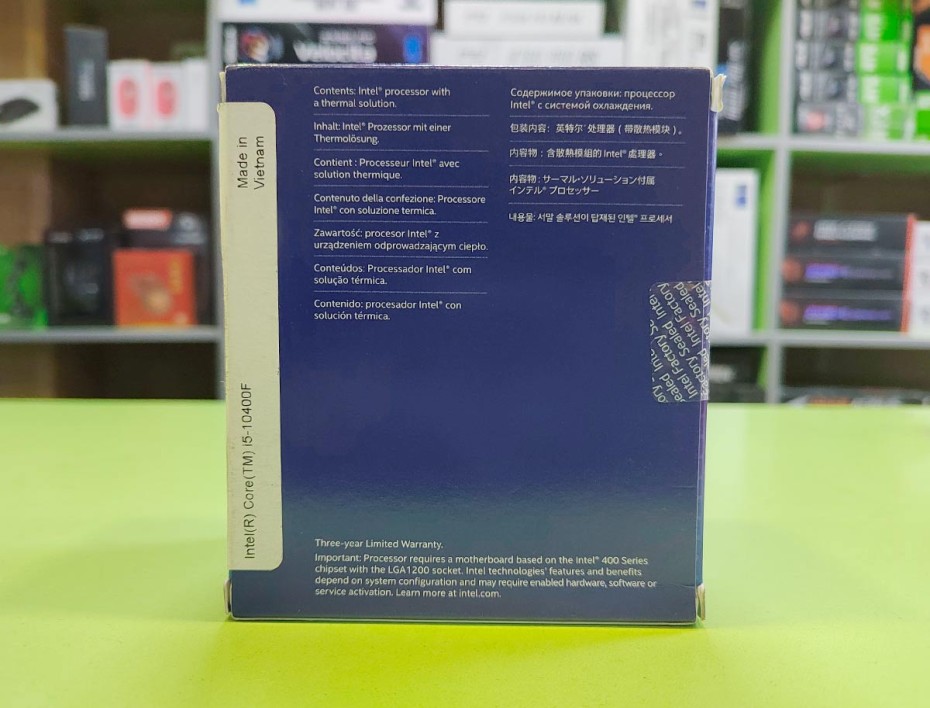 Contents: Intel® processor with
a thermal solution.
Inhalt: Intel® Prozessor mit einer
Thermolösung.
Contient : Processeur Intel® avec
solution thermique.
Contenuto della confezione: Processore
Intel® con soluzione termica.
Zawartość: procesor Intel® z
urządzeniem odprowadzającym ciepło.
Conteúdos: Processador Intel® com
solução térmica.
Contenido: procesador Intel® con
solución térmica.
Содержимое упаковки: процессор
Intel® с системой охлаждения.
包装内容: 英特尔® 处理器 ( 带散热模块 ) 。
内容物：含散熱模組的 Intel® 處理器。
内容物: サーマル・ソリューション付属
インテル® プロセッサー
내용물: 서말 솔루션이 탑재된 인텔® 프로세서
Made in
Vietnam
Intel(R) Core(TM) i5-10400F
Intel Factory Sealed
Three-year Limited Warranty.
Important: Processor requires a motherboard based on the Intel® 400 Series
chipset with the LGA1200 socket. Intel technologies' features and benefits
depend on system configuration and may require enabled hardware, software or
service activation. Learn more at intel.com.